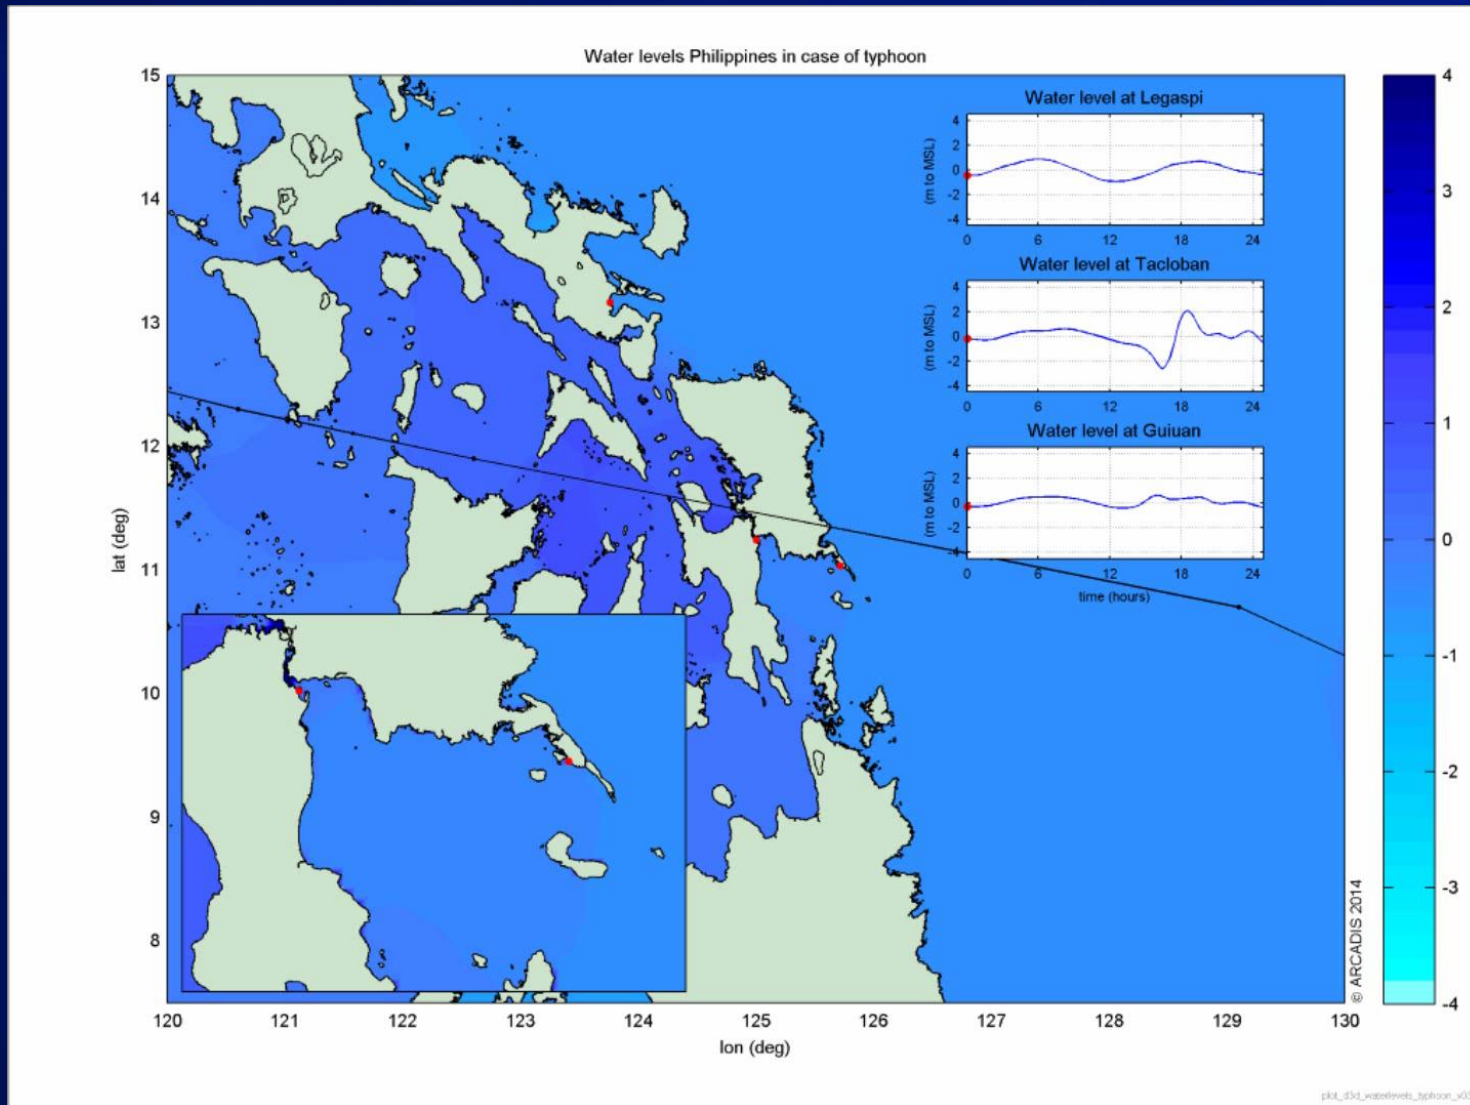 Water levels Philippines in case of typhoon
15
14
13
12
11
10
9
8
lat (deg)
120 121 122 123 124 125 126 127 128 129 130
lon (deg)
Water level at Legaspi
(m to MSL)
4
2
0
-2
-4
0 6 12 18 24
Water level at Tacloban
(m to MSL)
4
2
0
-2
-4
0 6 12 18 24
Water level at Guiuan
(m to MSL)
4
2
0
-2
-4
0 6 12 18 24
time (hours)
4
3
2
1
0
-1
-2
-3
-4
© ARCADIS 2014